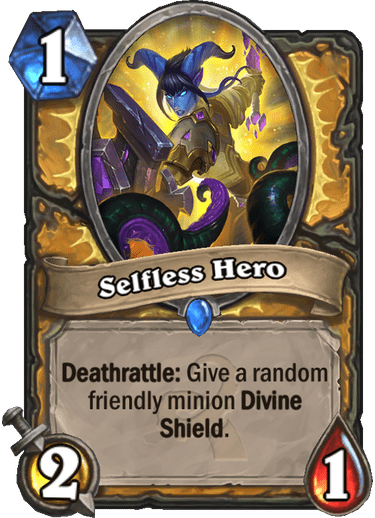 1
Selfless Hero
Deathrattle: Give a random
friendly minion Divine
Shield.
2
1